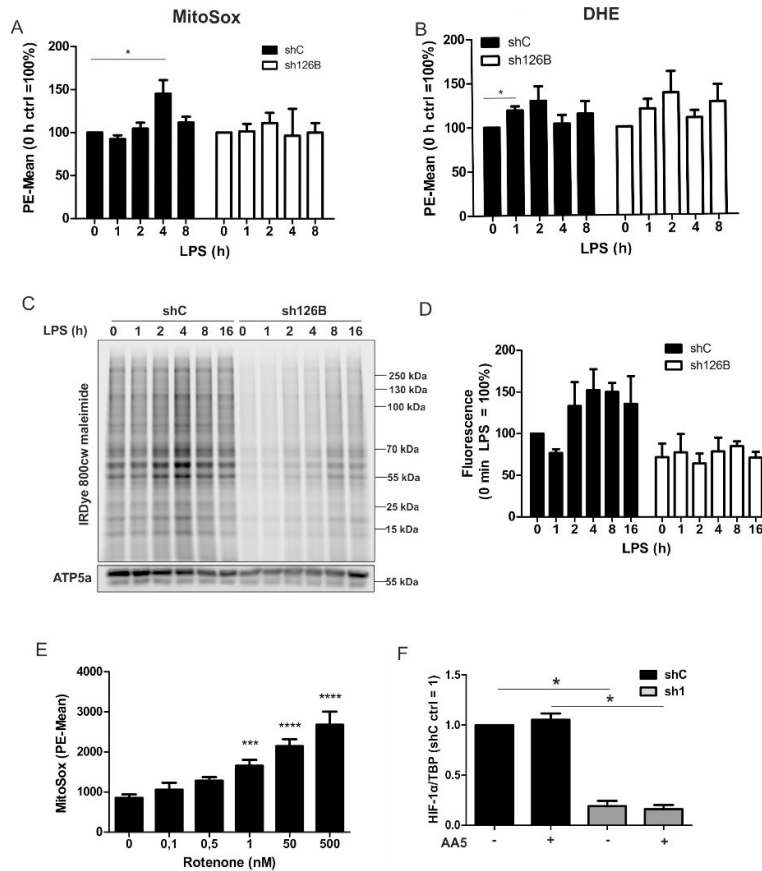 A
MitoSox
shC
sh126B
*
PE-Mean (0 h ctrl =100%)
200
150
100
50
0
0 1 2 4 8 0 1 2 4 8
LPS (h)
B
DHE
shC
sh126B
*
PE-Mean (0 h ctrl =100%)
200
150
100
50
0
0 1 2 4 8 0 1 2 4 8
LPS (h)
C
shC sh126B
LPS (h) 0 1 2 4 8 16 0 1 2 4 8 16
IRDye 800cw maleimide
250 kDa
130 kDa
100 kDa
70 kDa
55 kDa
25 kDa
15 kDa
ATP5a
55 kDa
D
shC
sh126B
Fluorescence
(0 min LPS = 100%)
200
150
100
50
0
0 1 2 4 8 16 0 1 2 4 8 16
LPS (h)
E
MitoSox (PE-Mean)
4000
3000
2000
1000
0
*** **** ****
0 0,1 0,5 1 50 500
Rotenone (nM)
F
shC
sh1
*
*
HIF-1α/TBP (shC ctrl = 1)
1.5
1.0
0.5
0.0
AA5 - + - +